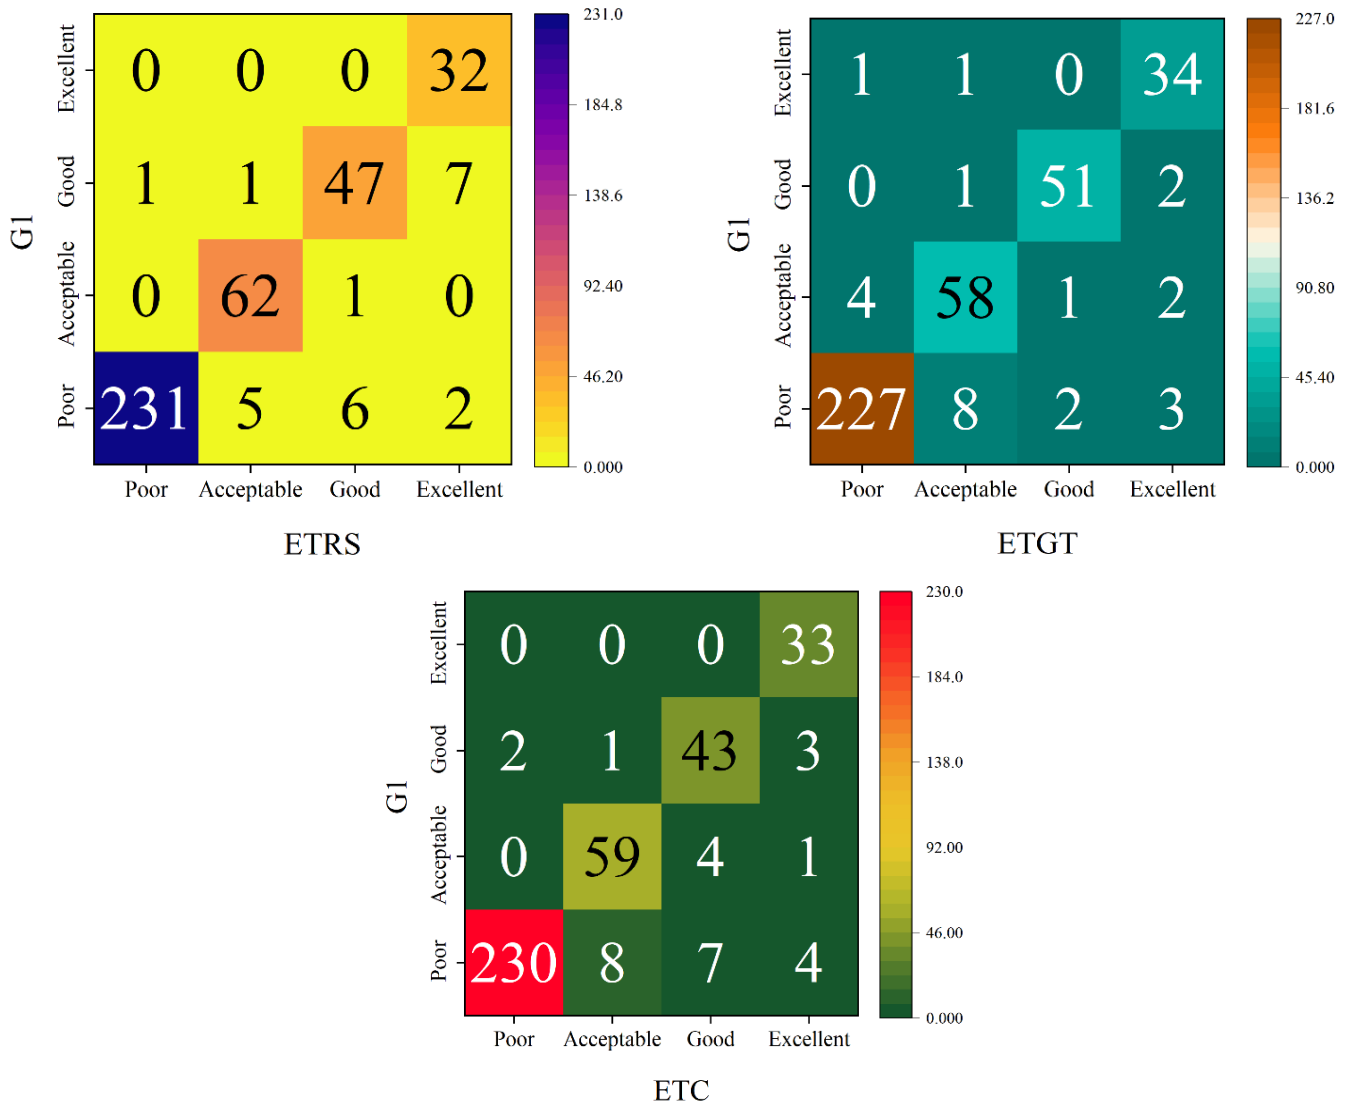 231.0
184.8
138.6
92.40
46.20
0.000
G1
Excellent 0 0 0 32
Good 1 1 47 7
Acceptable 0 62 1 0
Poor 231 5 6 2
Poor Acceptable Good Excellent
ETRS
227.0
181.6
136.2
90.80
45.40
0.000
G1
Excellent 1 1 0 34
Good 0 1 51 2
Acceptable 4 58 1 2
Poor 227 8 2 3
Poor Acceptable Good Excellent
ETGT
230.0
184.0
138.0
92.00
46.00
0.000
G1
Excellent 0 0 0 33
Good 2 1 43 3
Acceptable 0 59 4 1
Poor 230 8 7 4
Poor Acceptable Good Excellent
ETC